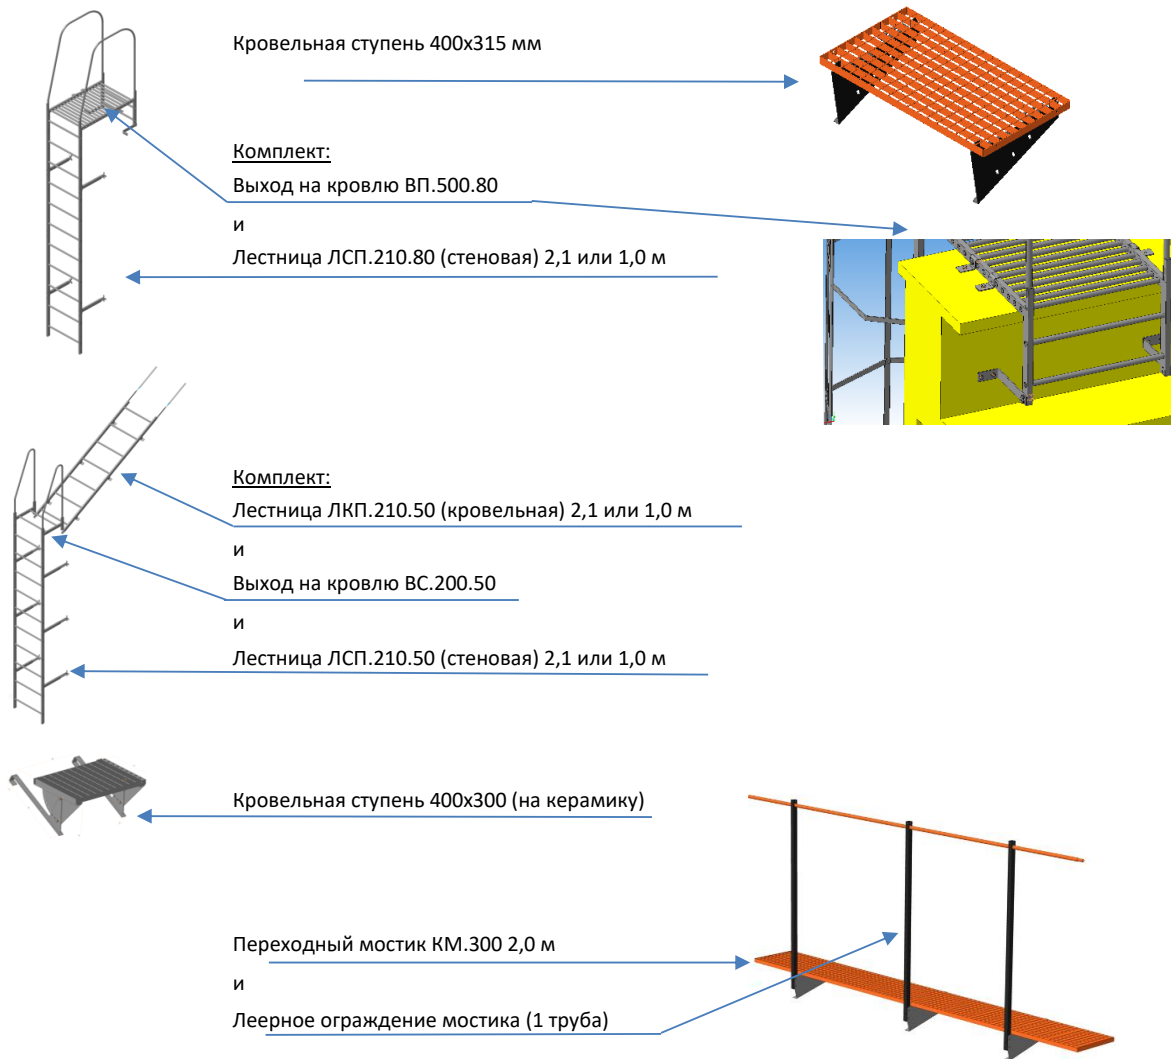 Кровельная ступень 400х315 мм
Комплект:
Выход на кровлю ВП.500.80
и
Лестница ЛСП.210.80 (стеновая) 2,1 или 1,0 м
Комплект:
Лестница ЛКП.210.50 (кровельная) 2,1 или 1,0 м
и
Выход на кровлю ВС.200.50
и
Лестница ЛСП.210.50 (стеновая) 2,1 или 1,0 м
Кровельная ступень 400х300 (на керамику)
Переходный мостик КМ.300 2,0 м
и
Леерное ограждение мостика (1 труба)